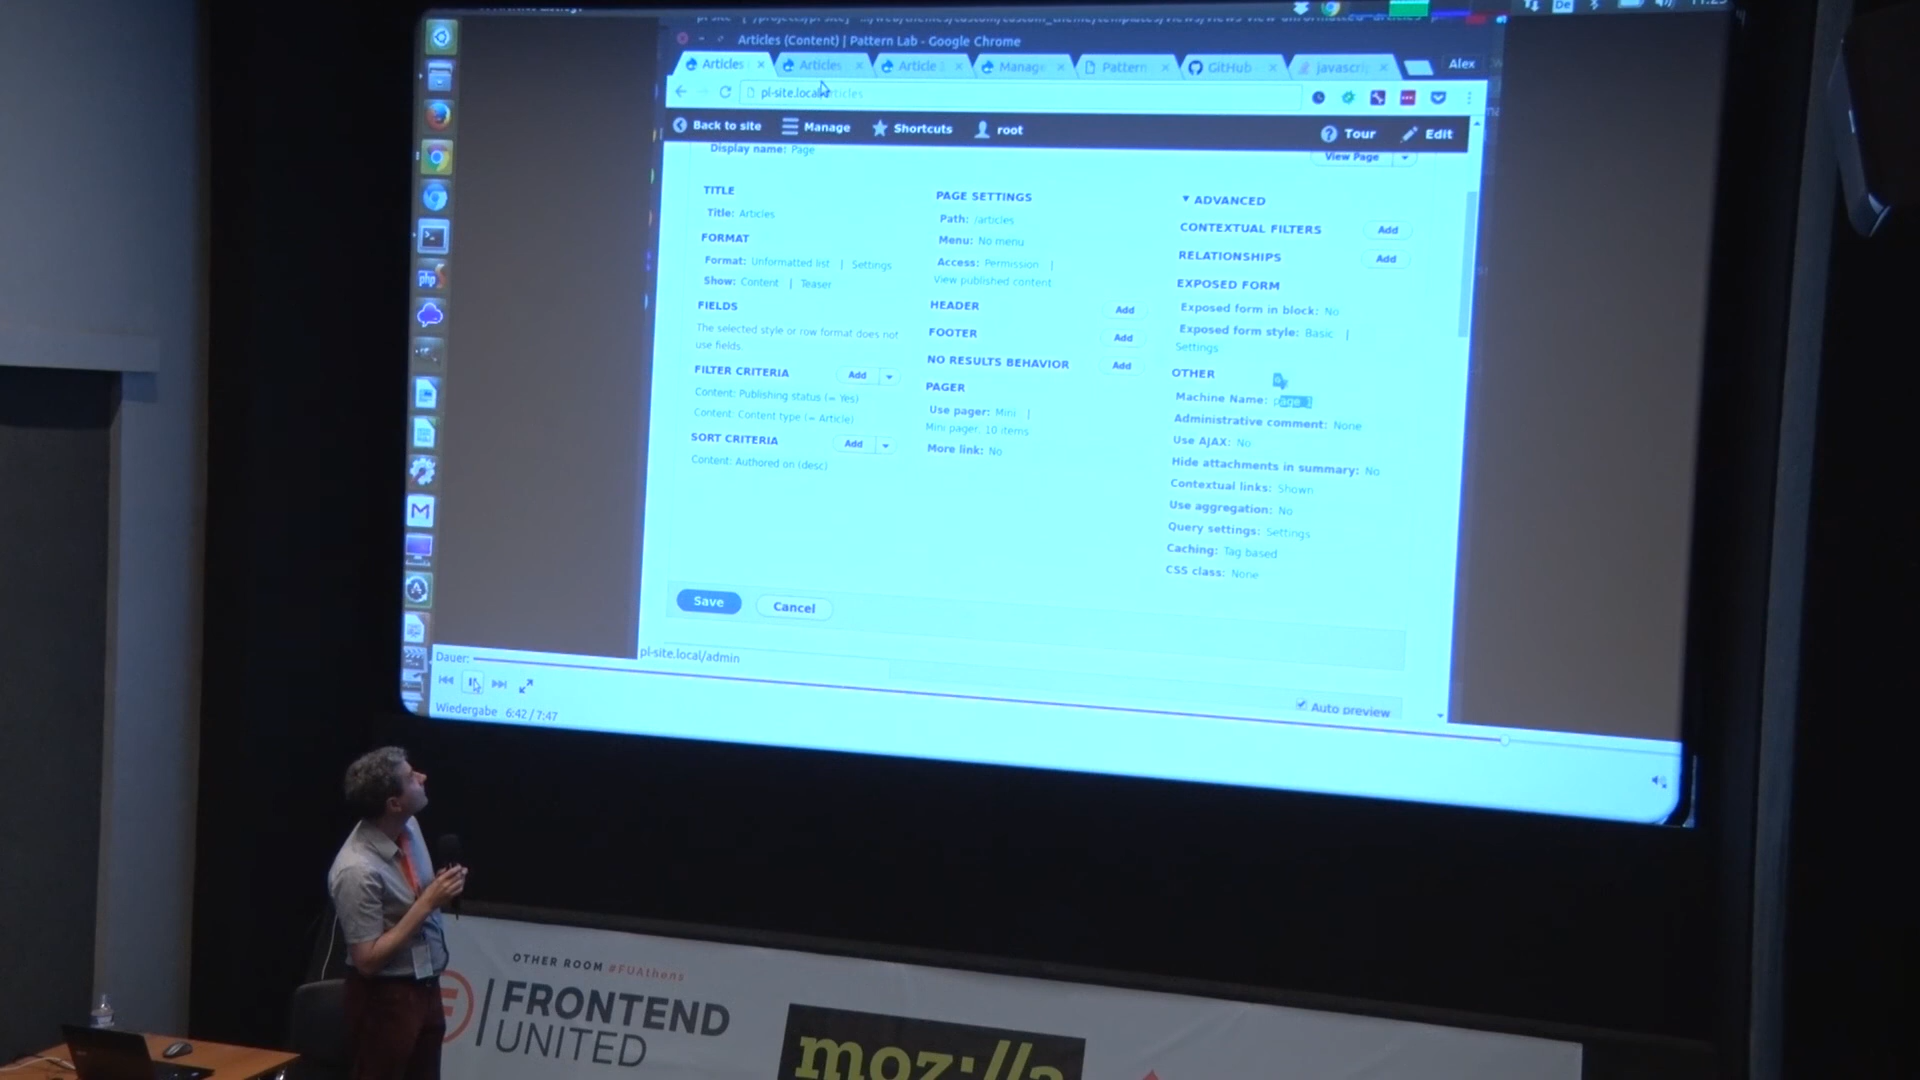 De
Articles (Content) | Pattern Lab - Google Chrome
Articles
Articles
Article
Manage
Pattern
GitHub
javascri
Alex
pl-site.local/articles
Back to site
Manage
Shortcuts
root
Tour
Edit
Display name: Page
View Page
TITLE
Title: Articles
FORMAT
Format: Unformatted list | Settings
Show: Content | Teaser
FIELDS
The selected style or row format does not
use fields.
FILTER CRITERIA
Add
Content: Publishing status (= Yes)
Content: Content type (= Article)
SORT CRITERIA
Add
Content: Authored on (desc)
PAGE SETTINGS
Path: /articles
Menu: No menu
Access: Permission |
View published content
HEADER
Add
FOOTER
Add
NO RESULTS BEHAVIOR
Add
PAGER
Use pager: Mini |
Mini pager, 10 items
More link: No
ADVANCED
CONTEXTUAL FILTERS
Add
RELATIONSHIPS
Add
EXPOSED FORM
Exposed form in block: No
Exposed form style: Basic |
Settings
OTHER
Machine Name: page_1
Administrative comment: None
Use AJAX: No
Hide attachments in summary: No
Contextual links: Shown
Use aggregation: No
Query settings: Settings
Caching: Tag based
CSS class: None
Save
Cancel
pl-site.local/admin
Auto preview
Dauer:
Wiedergabe 6:42 / 7:47
php
OTHER ROOM #FUAthens
FRONTEND
UNITED
moz://a